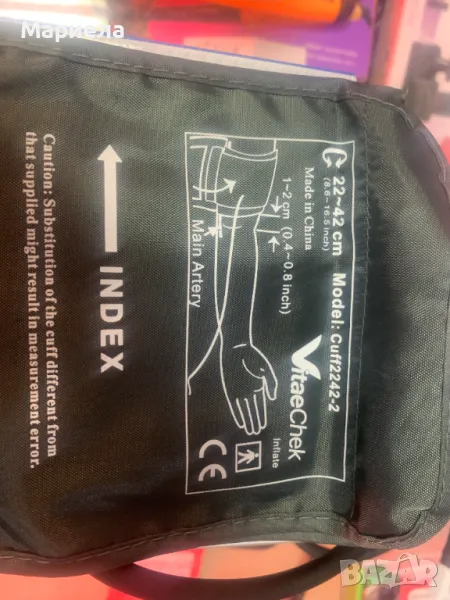 Мариела
22~42 cm Model: Cuff2242-2
(8.6~16.5 inch)
Made in China
1~2 cm (0.4~0.8 inch)
Main Artery
VitaeChek
Inflate
CE
INDEX
Caution: Substitution of the cuff different from
that supplied might result in measurement error.
BAZAR